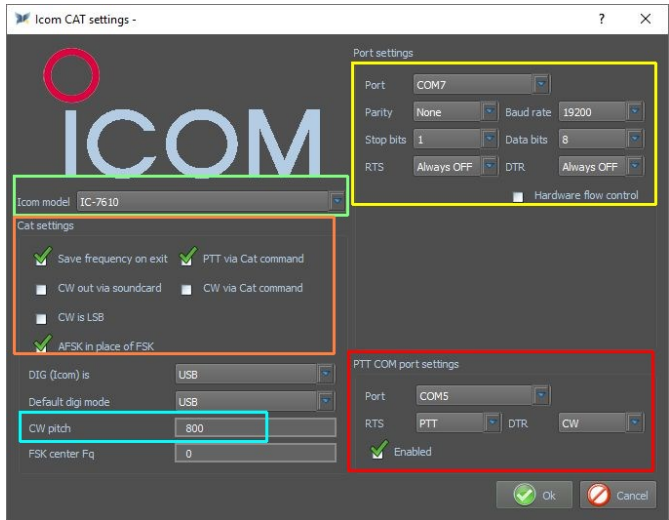 Icom CAT settings -
ICOM
Icom model IC-7610
Cat settings
Save frequency on exit PTT via Cat command
CW out via soundcard CW via Cat command
CW is LSB
AFSK in place of FSK
DIG (Icom) is USB
Default digi mode USB
CW pitch 800
FSK center Fq 0
Port settings
Port COM7
Parity None Baud rate 19200
Stop bits 1 Data bits 8
RTS Always OFF DTR Always OFF
Hardware flow control
PTT COM port settings
Port COM5
RTS PTT DTR CW
Enabled
Ok Cancel